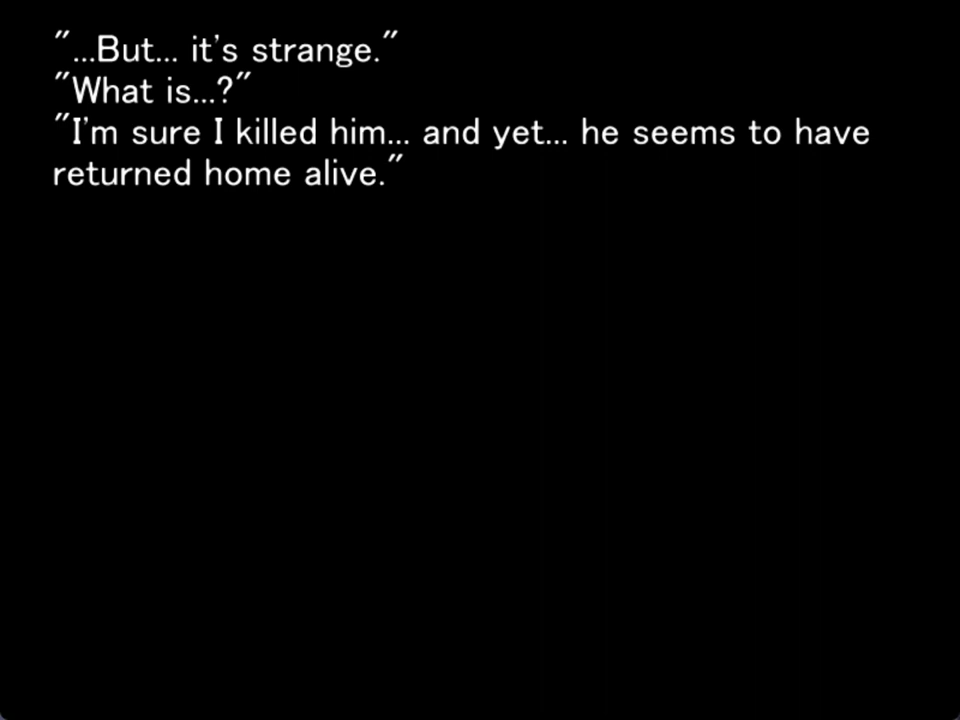 "...But... it's strange."
"What is...?"
"I'm sure I killed him... and yet... he seems to have
returned home alive."